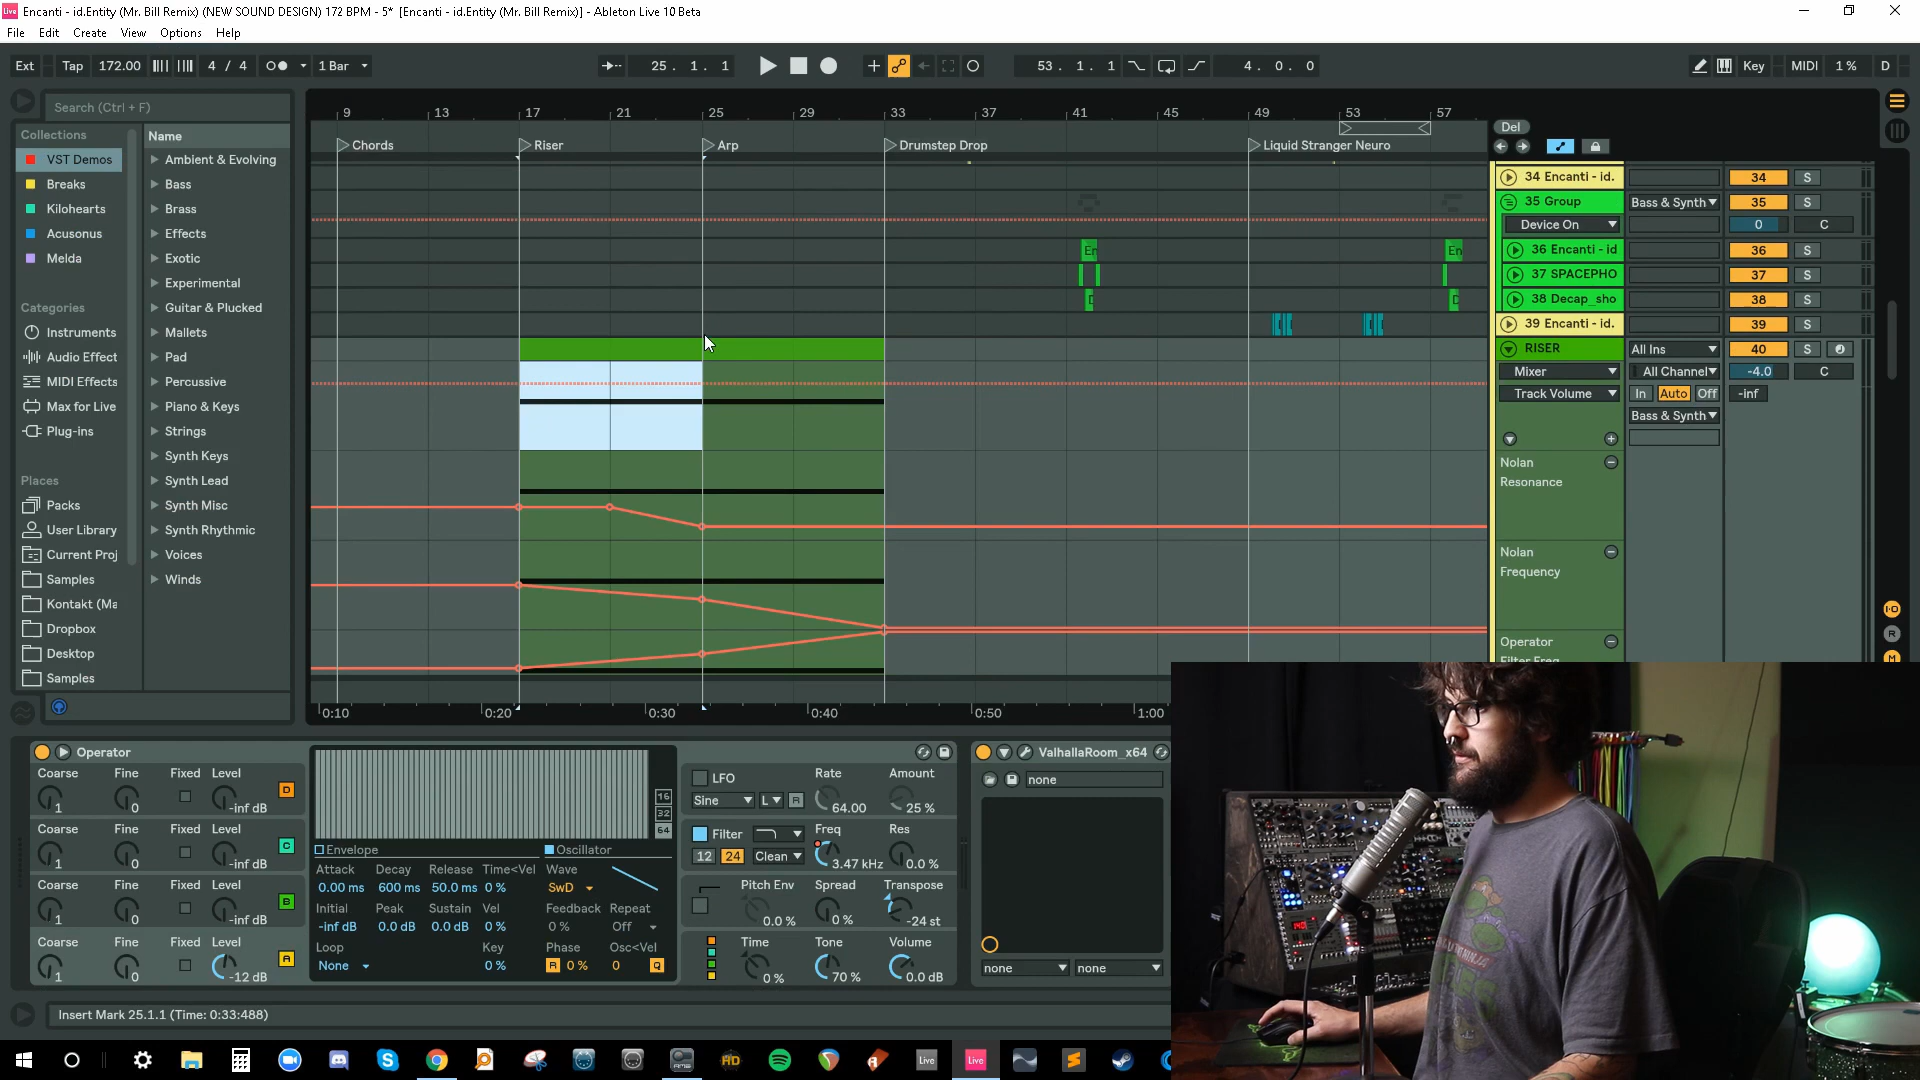 Live Encanti - id.Entity (Mr. Bill Remix) (NEW SOUND DESIGN) 172 BPM - 5* [Encanti - id.Entity (Mr. Bill Remix)] - Ableton Live 10 Beta
File Edit Create View Options Help
Ext Tap 172.00 4 / 4 1 Bar 25 . 1 . 1 53 . 1 . 1 4 . 0 . 0 Key MIDI 1 % D
Search (Ctrl + F)
9 13 17 21 25 29 33 37 41 45 49 53 57
Del
Collections
VST Demos
Breaks
Kilohearts
Acusonus
Melda
Categories
Instruments
Audio Effect
MIDI Effects
Max for Live
Plug-ins
Places
Packs
User Library
Current Proj
Samples
Kontakt (Ma
Dropbox
Desktop
Samples
Name
Ambient & Evolving
Bass
Brass
Effects
Exotic
Experimental
Guitar & Plucked
Mallets
Pad
Percussive
Piano & Keys
Strings
Synth Keys
Synth Lead
Synth Misc
Synth Rhythmic
Voices
Winds
Chords Riser Arp Drumstep Drop Liquid Stranger Neuro
En En
D D
34 Encanti - id. 34 S
35 Group Bass & Synth 35 S
Device On 0 C
36 Encanti - id 36 S
37 SPACEPHO 37 S
38 Decap_sho 38 S
39 Encanti - id. 39 S
RISER All Ins 40 S
Mixer All Channel -4.0 C
Track Volume In Auto Off -inf
Bass & Synth
Nolan
Resonance
Nolan
Frequency
Operator
Filter Freq
I·O
R
M
0:10 0:20 0:30 0:40 0:50 1:00
Operator
Coarse Fine Fixed Level D
1 0 -inf dB
Coarse Fine Fixed Level C
1 0 -inf dB
Coarse Fine Fixed Level B
1 0 -inf dB
Coarse Fine Fixed Level A
1 0 -12 dB
16
32
64
Envelope Oscillator
Attack Decay Release Time<Vel Wave
0.00 ms 600 ms 50.0 ms 0 % SwD
Initial Peak Sustain Vel Feedback Repeat
-inf dB 0.0 dB 0.0 dB 0 % 0 % Off
Loop Key Phase Osc<Vel
None 0 % R 0 % 0 Q
LFO Rate Amount
Sine L R 64.00 25 %
Filter Freq Res
12 24 Clean 3.47 kHz 0.0 %
Pitch Env Spread Transpose
0.0 % 0 % -24 st
Time Tone Volume
0 % 70 % 0.0 dB
ValhallaRoom_x64
none
none none
Insert Mark 25.1.1 (Time: 0:33:488)
HD Live Live